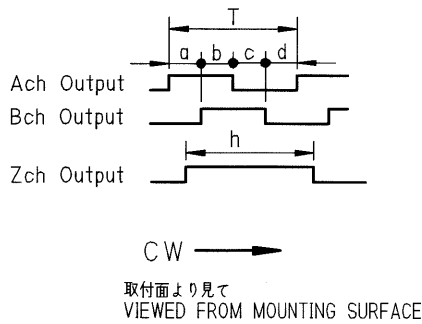 T
a b c d
Ach Output
Bch Output
h
Zch Output
CW
取付面より見て
VIEWED FROM MOUNTING SURFACE